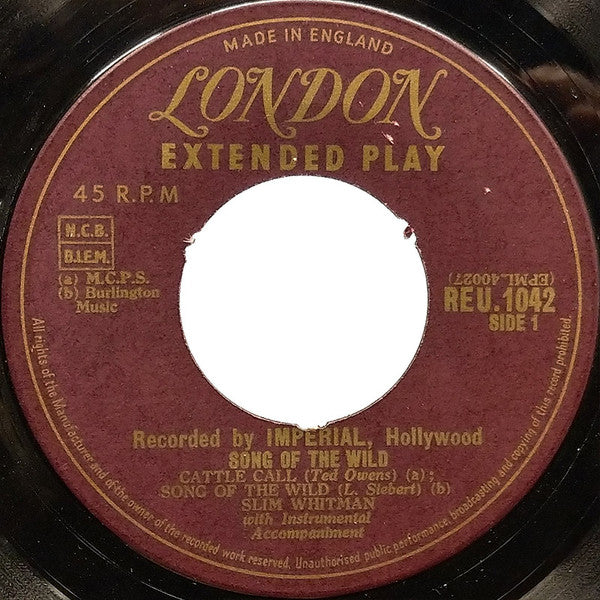 MADE IN ENGLAND
LONDON
EXTENDED PLAY
45 R.P.M
N.C.B.
B.I.E.M.
(a) M.C.P.S.
(b) Burlington
Music
(EPML.40027)
REU.1042
SIDE 1
Recorded by IMPERIAL, Hollywood
SONG OF THE WILD
CATTLE CALL (Ted Owens) (a);
SONG OF THE WILD (L. Siebert) (b)
SLIM WHITMAN
with Instrumental
Accompaniment
All rights of the Manufacturer and of the owner of the recorded work reserved. Unauthorised public performance, broadcasting and copying of this record prohibited.